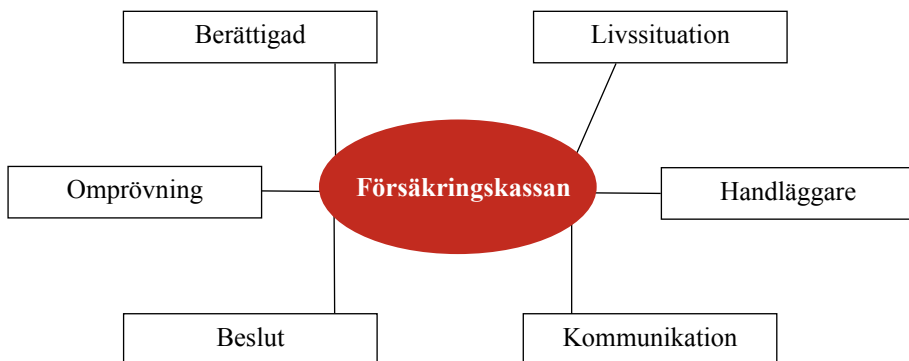 Berättigad
Livssituation
Omprövning
Försäkringskassan
Handläggare
Beslut
Kommunikation